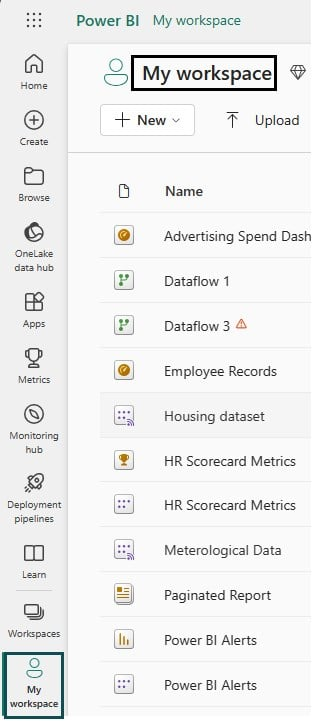 Power BI My workspace
My workspace
New
Upload
Name
Advertising Spend Dash
Dataflow 1
Dataflow 3
Employee Records
Housing dataset
HR Scorecard Metrics
HR Scorecard Metrics
Meterological Data
Paginated Report
Power BI Alerts
Power BI Alerts
Home
Create
Browse
OneLake
data hub
Apps
Metrics
Monitoring
hub
Deployment
pipelines
Learn
Workspaces
My
workspace